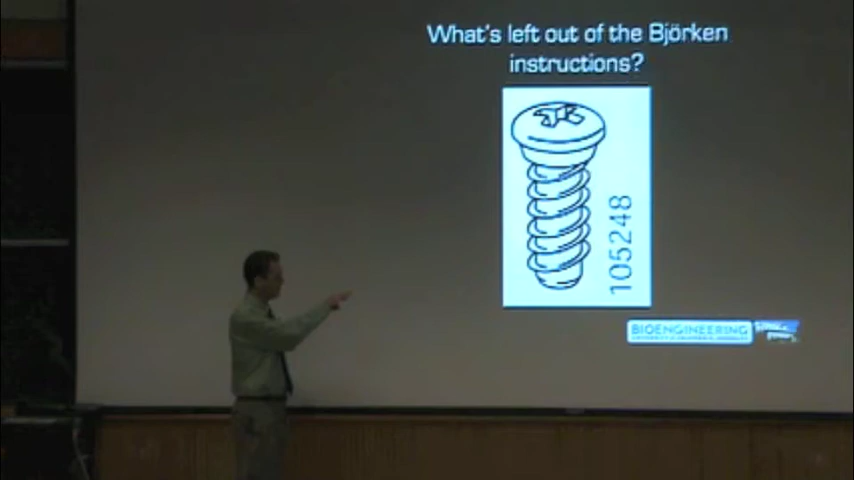 What's left out of the Björken
instructions?
105248
BIOENGINEERING